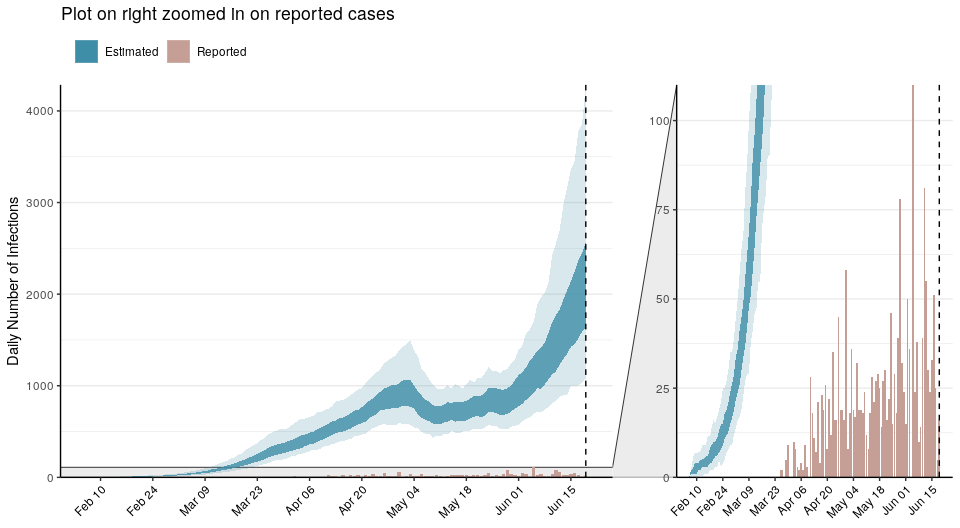 Plot on right zoomed in on reported cases
Estimated Reported
Daily Number of Infections
4000
3000
2000
1000
0
Feb 10 Feb 24 Mar 09 Mar 23 Apr 06 Apr 20 May 04 May 18 Jun 01 Jun 15
100
75
50
25
0
Feb 10 Feb 24 Mar 09 Mar 23 Apr 06 Apr 20 May 04 May 18 Jun 01 Jun 15